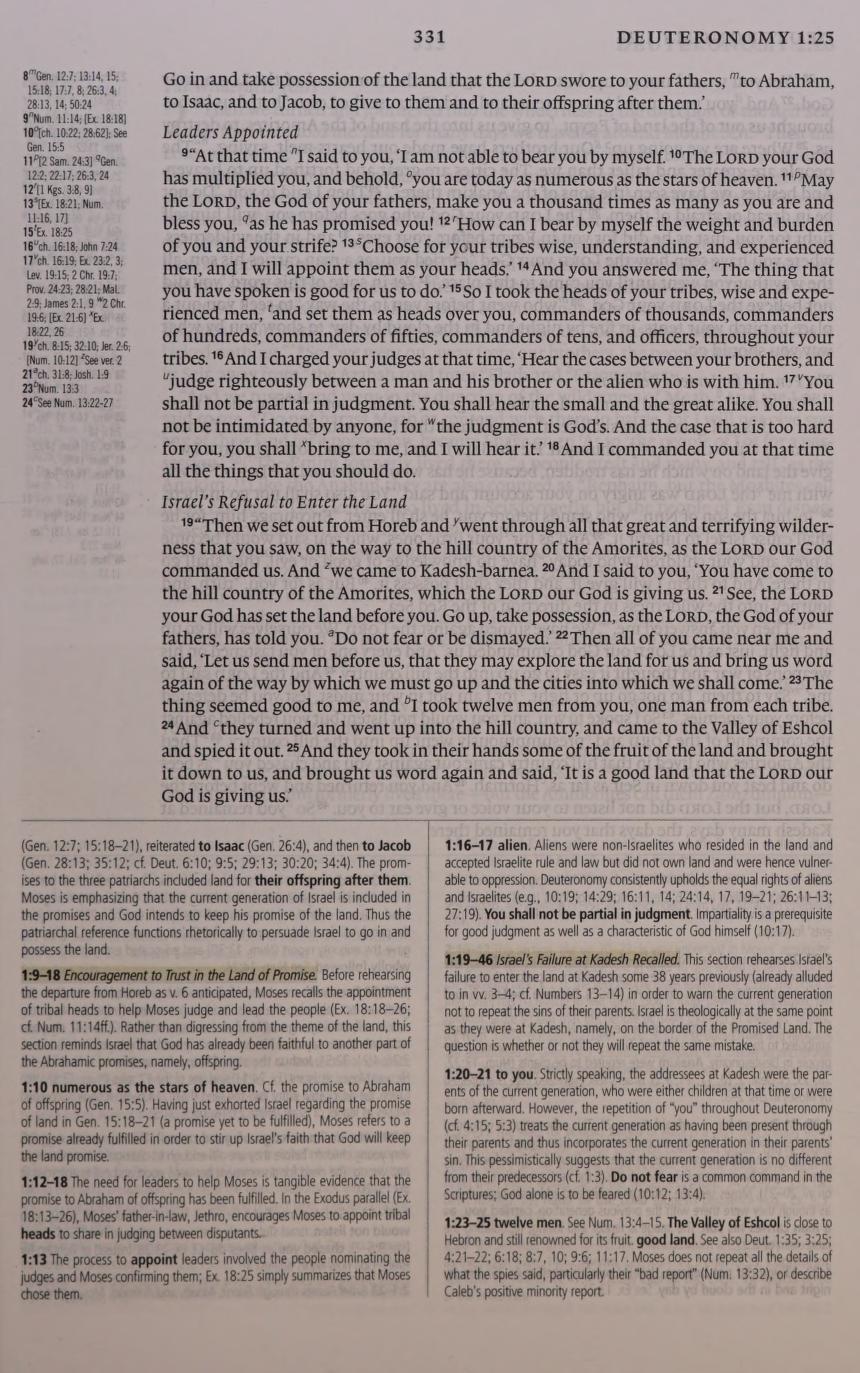 331 DEUTERONOMY 1:25
8 ᵐGen. 12:7; 13:14, 15;
15:18; 17:7, 8; 26:3, 4;
28:13, 14; 50:24
9 ⁿNum. 11:14; [Ex. 18:18]
10 ᵒ[ch. 10:22; 28:62]; See
Gen. 15:5
11 ᵖ[2 Sam. 24:3] ᑫGen.
12:2; 22:17; 26:3, 24
12 ʳ[1 Kgs. 3:8, 9]
13 ˢ[Ex. 18:21; Num.
11:16, 17]
15 ᵗEx. 18:25
16 ᵘch. 16:18; John 7:24
17 ᵛch. 16:19; Ex. 23:2, 3;
Lev. 19:15; 2 Chr. 19:7;
Prov. 24:23; 28:21; Mal.
2:9; James 2:1, 9 ʷ2 Chr.
19:6; [Ex. 21:6] ˣEx.
18:22, 26
19 ʸch. 8:15; 32:10; Jer. 2:6;
[Num. 10:12] ᶻSee ver. 2
21 ᵃch. 31:8; Josh. 1:9
23 ᵇNum. 13:3
24 ᶜSee Num. 13:22-27
Go in and take possession of the land that the LORD swore to your fathers, ᵐto Abraham,
to Isaac, and to Jacob, to give to them and to their offspring after them.’
Leaders Appointed
⁹“At that time ⁿI said to you, ‘I am not able to bear you by myself. ¹⁰The LORD your God
has multiplied you, and behold, ᵒyou are today as numerous as the stars of heaven. ¹¹ᵖMay
the LORD, the God of your fathers, make you a thousand times as many as you are and
bless you, ᑫas he has promised you! ¹²ʳHow can I bear by myself the weight and burden
of you and your strife? ¹³ˢChoose for your tribes wise, understanding, and experienced
men, and I will appoint them as your heads.’ ¹⁴And you answered me, ‘The thing that
you have spoken is good for us to do.’ ¹⁵So I took the heads of your tribes, wise and expe-
rienced men, ᵗand set them as heads over you, commanders of thousands, commanders
of hundreds, commanders of fifties, commanders of tens, and officers, throughout your
tribes. ¹⁶And I charged your judges at that time, ‘Hear the cases between your brothers, and
ᵘjudge righteously between a man and his brother or the alien who is with him. ¹⁷ᵛYou
shall not be partial in judgment. You shall hear the small and the great alike. You shall
not be intimidated by anyone, for ʷthe judgment is God’s. And the case that is too hard
for you, you shall ˣbring to me, and I will hear it.’ ¹⁸And I commanded you at that time
all the things that you should do.
Israel’s Refusal to Enter the Land
¹⁹“Then we set out from Horeb and ʸwent through all that great and terrifying wilder-
ness that you saw, on the way to the hill country of the Amorites, as the LORD our God
commanded us. And ᶻwe came to Kadesh-barnea. ²⁰And I said to you, ‘You have come to
the hill country of the Amorites, which the LORD our God is giving us. ²¹See, the LORD
your God has set the land before you. Go up, take possession, as the LORD, the God of your
fathers, has told you. ᵃDo not fear or be dismayed.’ ²²Then all of you came near me and
said, ‘Let us send men before us, that they may explore the land for us and bring us word
again of the way by which we must go up and the cities into which we shall come.’ ²³The
thing seemed good to me, and ᵇI took twelve men from you, one man from each tribe.
²⁴And ᶜthey turned and went up into the hill country, and came to the Valley of Eshcol
and spied it out. ²⁵And they took in their hands some of the fruit of the land and brought
it down to us, and brought us word again and said, ‘It is a good land that the LORD our
God is giving us.’
(Gen. 12:7; 15:18–21), reiterated to Isaac (Gen. 26:4), and then to Jacob
(Gen. 28:13; 35:12; cf. Deut. 6:10; 9:5; 29:13; 30:20; 34:4). The prom-
ises to the three patriarchs included land for their offspring after them.
Moses is emphasizing that the current generation of Israel is included in
the promises and God intends to keep his promise of the land. Thus the
patriarchal reference functions rhetorically to persuade Israel to go in and
possess the land.
1:9–18 Encouragement to Trust in the Land of Promise. Before rehearsing
the departure from Horeb as v. 6 anticipated, Moses recalls the appointment
of tribal heads to help Moses judge and lead the people (Ex. 18:18–26;
cf. Num. 11:14ff.). Rather than digressing from the theme of the land, this
section reminds Israel that God has already been faithful to another part of
the Abrahamic promises, namely, offspring.
1:10 numerous as the stars of heaven. Cf. the promise to Abraham
of offspring (Gen. 15:5). Having just exhorted Israel regarding the promise
of land in Gen. 15:18–21 (a promise yet to be fulfilled), Moses refers to a
promise already fulfilled in order to stir up Israel’s faith that God will keep
the land promise.
1:12–18 The need for leaders to help Moses is tangible evidence that the
promise to Abraham of offspring has been fulfilled. In the Exodus parallel (Ex.
18:13–26), Moses’ father-in-law, Jethro, encourages Moses to appoint tribal
heads to share in judging between disputants.
1:13 The process to appoint leaders involved the people nominating the
judges and Moses confirming them; Ex. 18:25 simply summarizes that Moses
chose them.
1:16–17 alien. Aliens were non-Israelites who resided in the land and
accepted Israelite rule and law but did not own land and were hence vulner-
able to oppression. Deuteronomy consistently upholds the equal rights of aliens
and Israelites (e.g., 10:19; 14:29; 16:11, 14; 24:14, 17, 19–21; 26:11–13;
27:19). You shall not be partial in judgment. Impartiality is a prerequisite
for good judgment as well as a characteristic of God himself (10:17).
1:19–46 Israel’s Failure at Kadesh Recalled. This section rehearses Israel’s
failure to enter the land at Kadesh some 38 years previously (already alluded
to in vv. 3–4; cf. Numbers 13–14) in order to warn the current generation
not to repeat the sins of their parents. Israel is theologically at the same point
as they were at Kadesh, namely, on the border of the Promised Land. The
question is whether or not they will repeat the same mistake.
1:20–21 to you. Strictly speaking, the addressees at Kadesh were the par-
ents of the current generation, who were either children at that time or were
born afterward. However, the repetition of “you” throughout Deuteronomy
(cf. 4:15; 5:3) treats the current generation as having been present through
their parents and thus incorporates the current generation in their parents’
sin. This pessimistically suggests that the current generation is no different
from their predecessors (cf. 1:3). Do not fear is a common command in the
Scriptures; God alone is to be feared (10:12; 13:4).
1:23–25 twelve men. See Num. 13:4–15. The Valley of Eshcol is close to
Hebron and still renowned for its fruit. good land. See also Deut. 1:35; 3:25;
4:21–22; 6:18; 8:7, 10; 9:6; 11:17. Moses does not repeat all the details of
what the spies said, particularly their “bad report” (Num. 13:32), or describe
Caleb’s positive minority report.